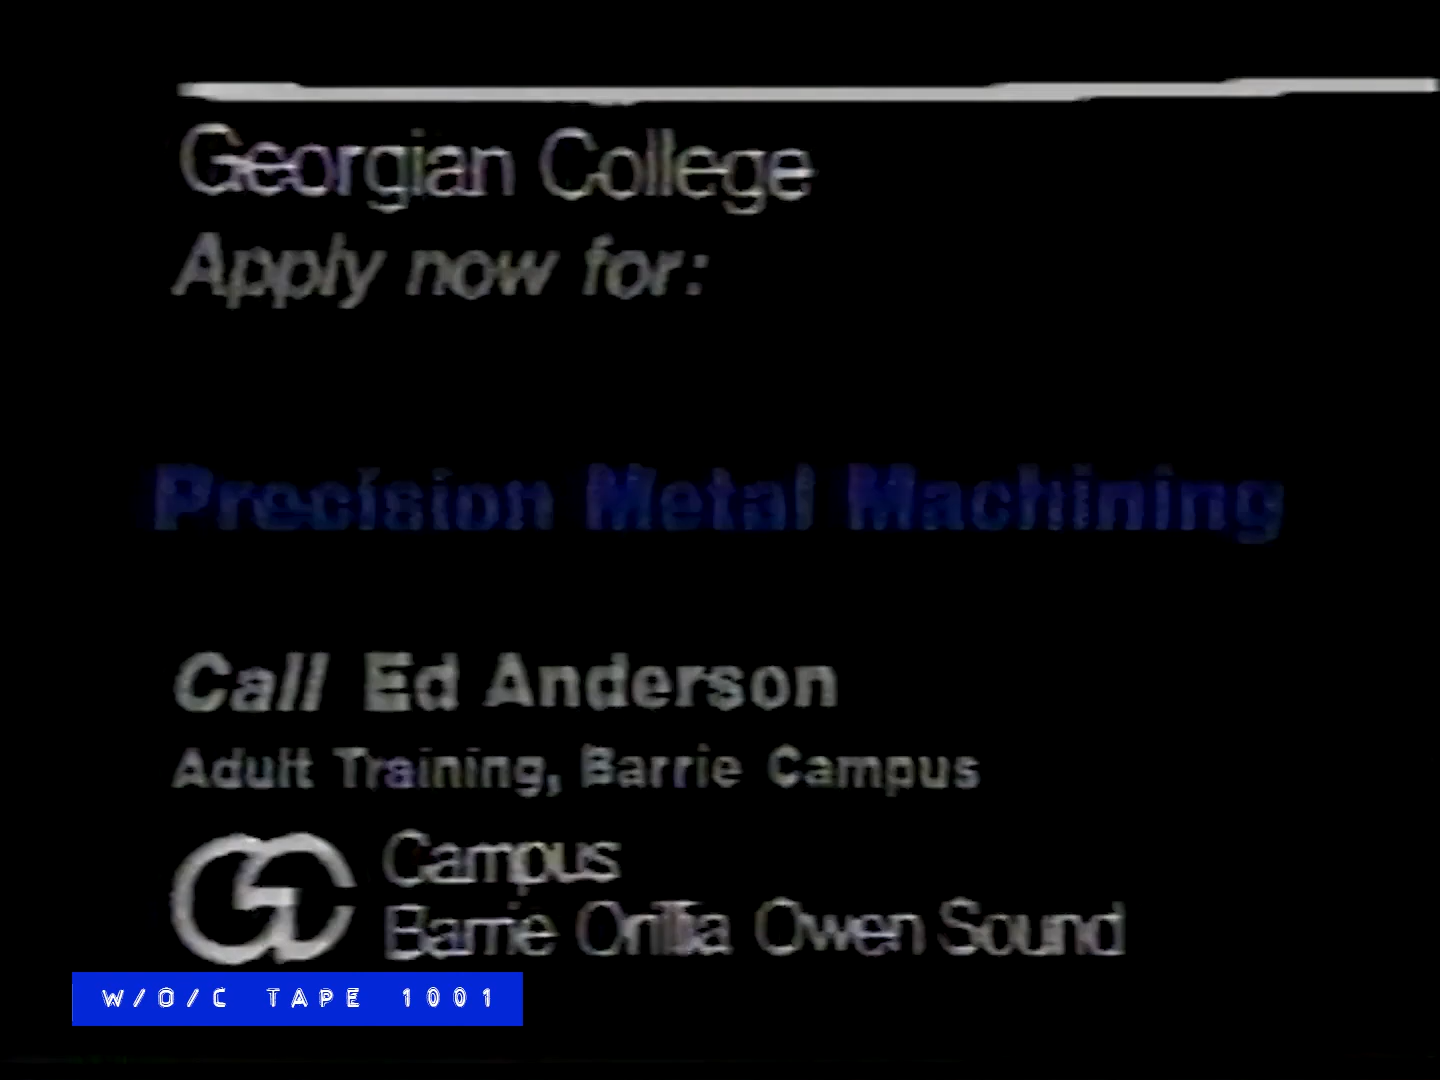 Georgian College
Apply now for:
Precision Metal Machining
Call Ed Anderson
Adult Training, Barrie Campus
GC
Campus
Barrie Orillia Owen Sound
W/O/C TAPE 1001